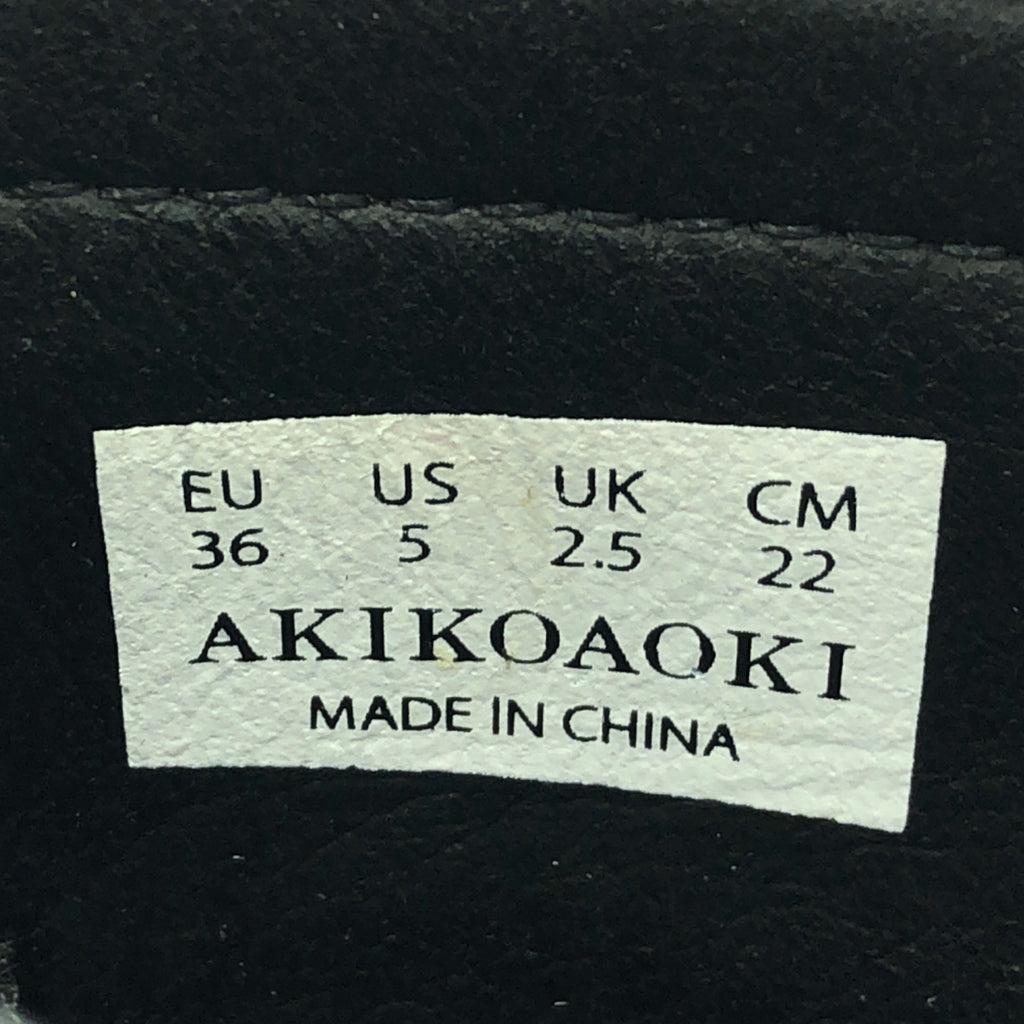 EU US UK CM
36 5 2.5 22
AKIKOAOKI
MADE IN CHINA